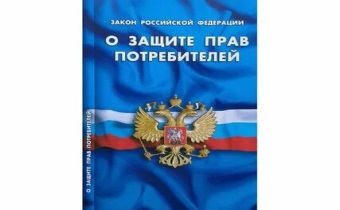 ЗАКОН РОССИЙСКОЙ ФЕДЕРАЦИИ
О ЗАЩИТЕ ПРАВ
ПОТРЕБИТЕЛЕЙ
О ЗАЩИТЕ ПРАВ ПОТРЕБИТЕЛЕЙ